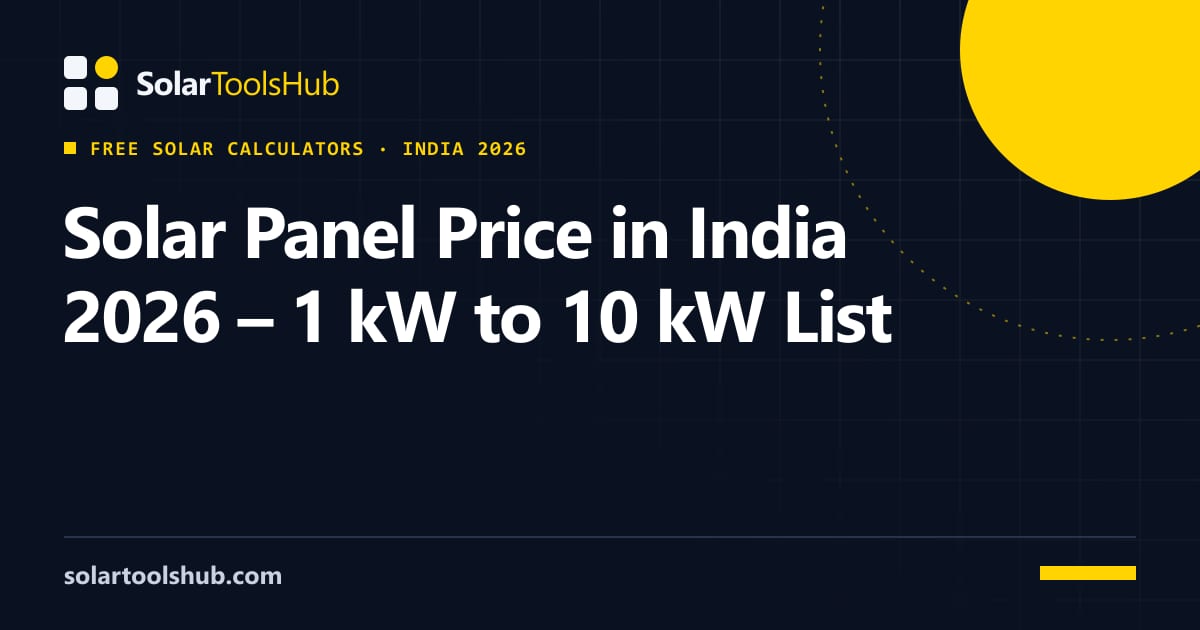 SolarToolsHub
FREE SOLAR CALCULATORS · INDIA 2026
Solar Panel Price in India
2026 – 1 kW to 10 kW List
solartoolshub.com